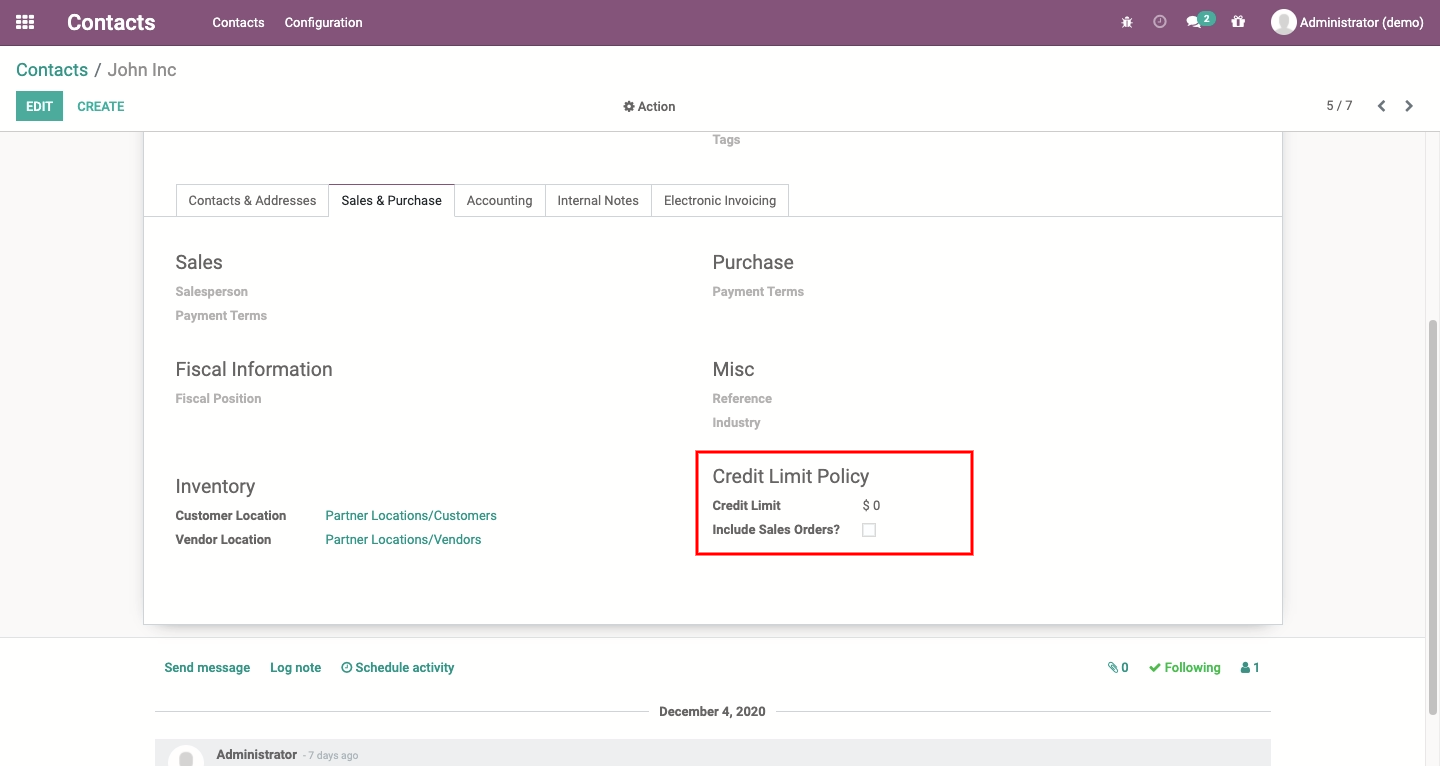 Contacts
Contacts Configuration
2
Administrator (demo)
Contacts / John Inc
EDIT CREATE
Action
5 / 7
Tags
Contacts & Addresses Sales & Purchase Accounting Internal Notes Electronic Invoicing
Sales
Salesperson
Payment Terms
Purchase
Payment Terms
Fiscal Information
Fiscal Position
Misc
Reference
Industry
Inventory
Customer Location Partner Locations/Customers
Vendor Location Partner Locations/Vendors
Credit Limit Policy
Credit Limit $ 0
Include Sales Orders?
Send message Log note Schedule activity
0 Following 1
December 4, 2020
Administrator - 7 days ago